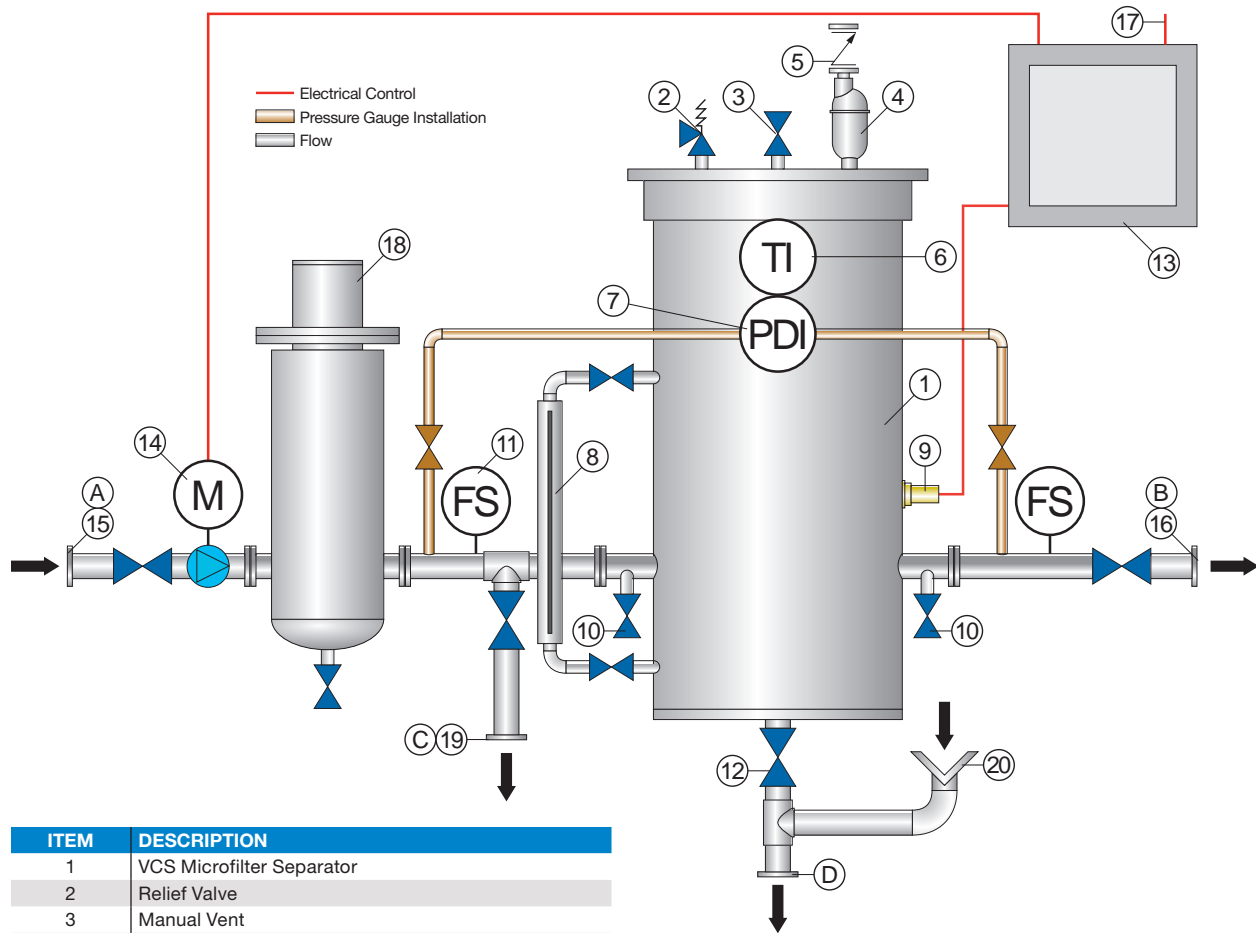 17
5
2
3
4
Electrical Control
Pressure Gauge Installation
Flow
18
TI
6
13
7
PDI
1
14
11
8
9
M
FS
FS
A
15
B
16
10
10
C 19
12
20
D
ITEM DESCRIPTION
1 VCS Microfilter Separator
2 Relief Valve
3 Manual Vent